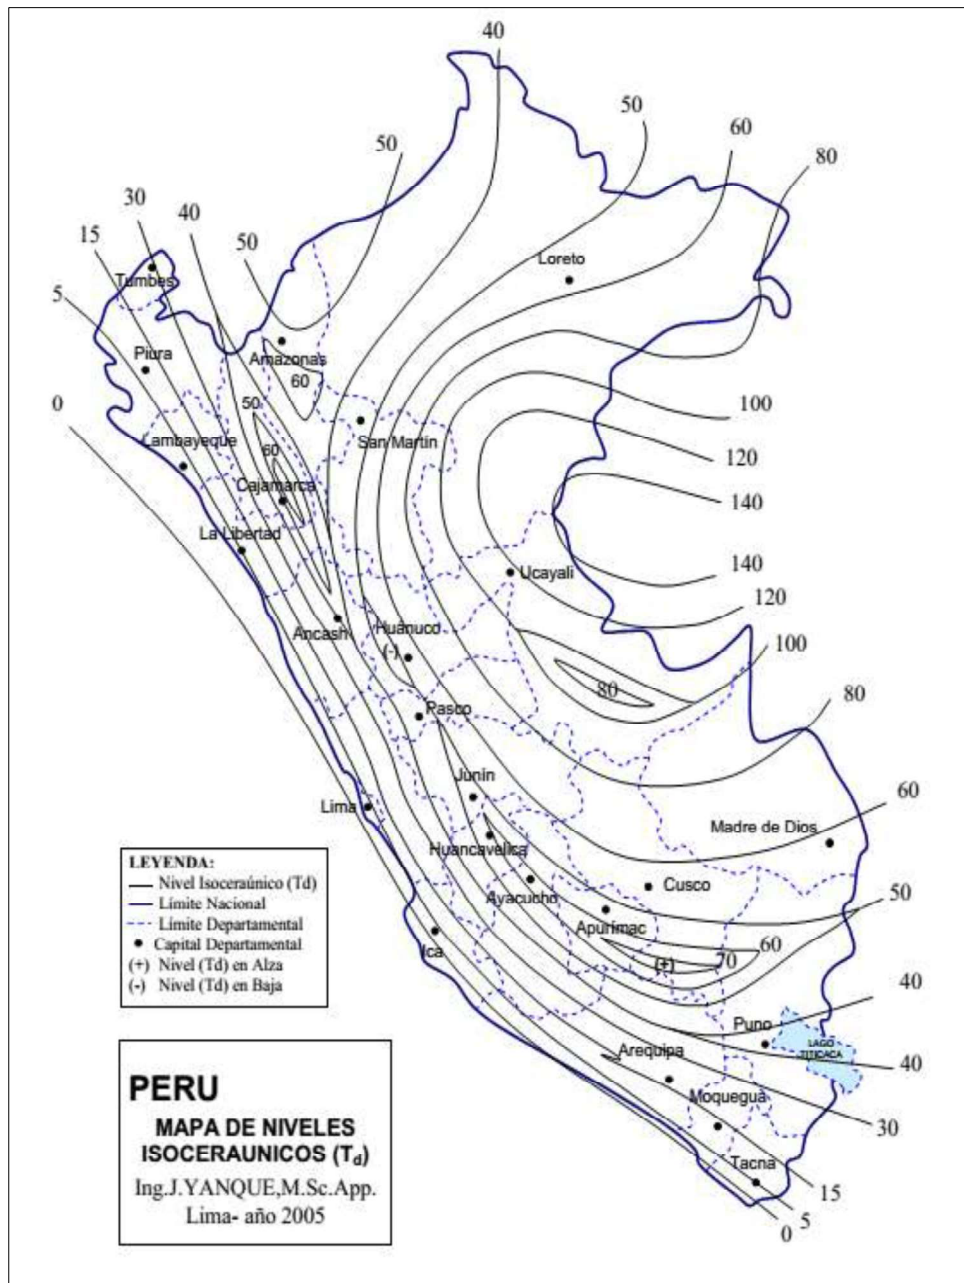 40
50
60
80
50
30
40
15
50
5
0
Tumbes
Piura
Lambayeque
La Libertad
Amazonas
60
50
60
Cajamarca
San Martín
Loreto
100
120
140
140
120
100
Ucayali
80
Ancash
Huánuco
(-)
Pasco
80
Junín
Lima
60
Madre de Dios
Huancavelica
Ayacucho
Cusco
50
Apurímac
60
70
(+)
Ica
40
Puno
LAGO
TITICACA
40
Arequipa
Moquegua
30
Tacna
15
5
0
LEYENDA:
Nivel Isoceraúnico (Td)
Límite Nacional
Límite Departamental
Capital Departamental
(+) Nivel (Td) en Alza
(-) Nivel (Td) en Baja
PERU
MAPA DE NIVELES
ISOCERAUNICOS (Td)
Ing.J.YANQUE,M.Sc.App.
Lima- año 2005